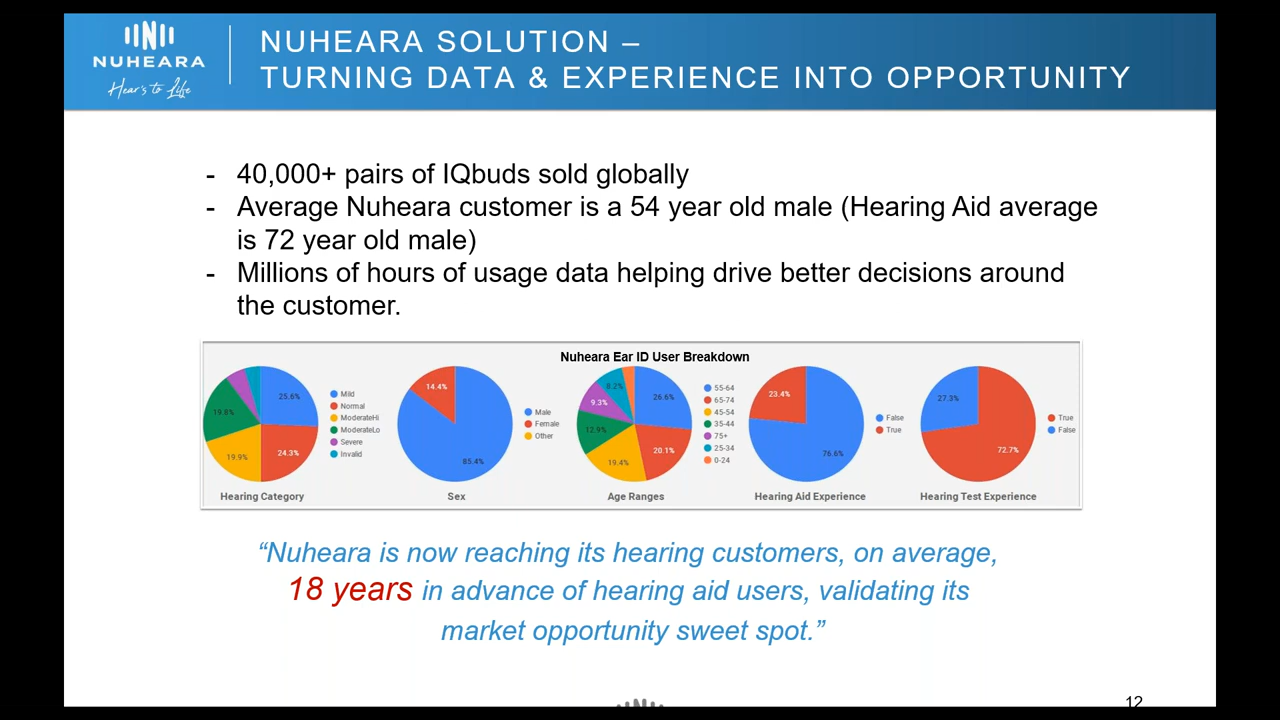 NUHEARA
Hear's to Life
NUHEARA SOLUTION –
TURNING DATA & EXPERIENCE INTO OPPORTUNITY
- 40,000+ pairs of IQbuds sold globally
- Average Nuheara customer is a 54 year old male (Hearing Aid average
is 72 year old male)
- Millions of hours of usage data helping drive better decisions around
the customer.
Nuheara Ear ID User Breakdown
25.6%
24.3%
19.9%
19.8%
Mild
Normal
ModerateHi
ModerateLo
Severe
Invalid
Hearing Category
14.4%
85.4%
Male
Female
Other
Sex
26.6%
20.1%
19.4%
12.9%
9.3%
8.2%
55-64
65-74
45-54
35-44
75+
25-34
0-24
Age Ranges
23.4%
76.6%
False
True
Hearing Aid Experience
27.3%
72.7%
True
False
Hearing Test Experience
“Nuheara is now reaching its hearing customers, on average,
18 years in advance of hearing aid users, validating its
market opportunity sweet spot.”
12